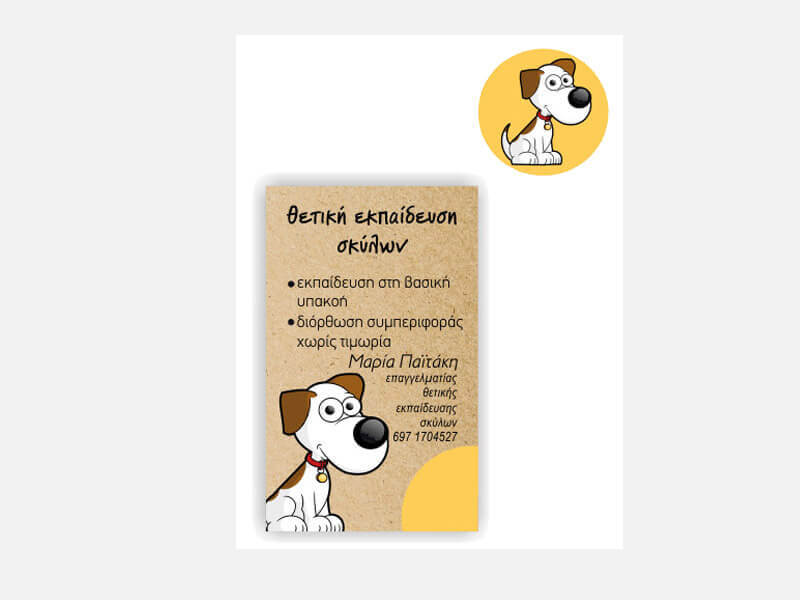 θετική εκπαίδευση
σκύλων
•εκπαίδευση στη βασική
υπακοή
•διόρθωση συμπεριφοράς
χωρίς τιμωρία
Μαρία Παϊτάκη
επαγγελματίας
θετικής
εκπαίδευσης
σκύλων
697 1704527